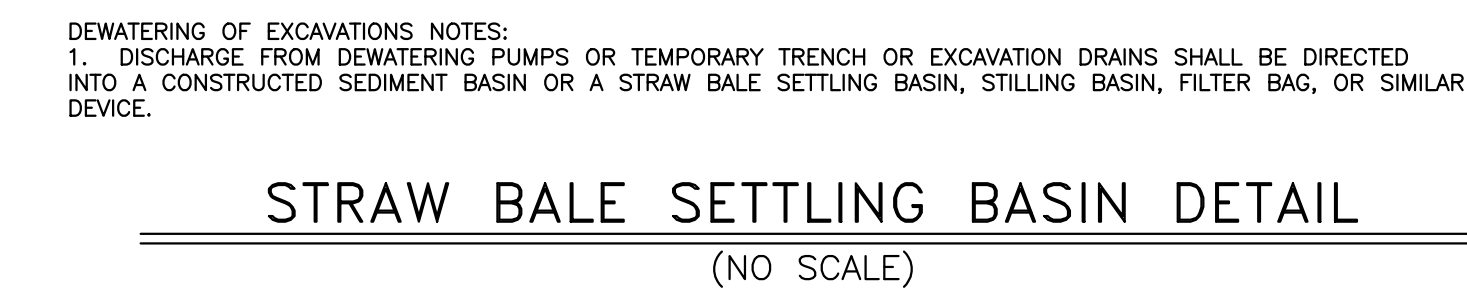 DEWATERING OF EXCAVATIONS NOTES:
1. DISCHARGE FROM DEWATERING PUMPS OR TEMPORARY TRENCH OR EXCAVATION DRAINS SHALL BE DIRECTED
INTO A CONSTRUCTED SEDIMENT BASIN OR A STRAW BALE SETTLING BASIN, STILLING BASIN, FILTER BAG, OR SIMILAR
DEVICE.
STRAW BALE SETTLING BASIN DETAIL
(NO SCALE)